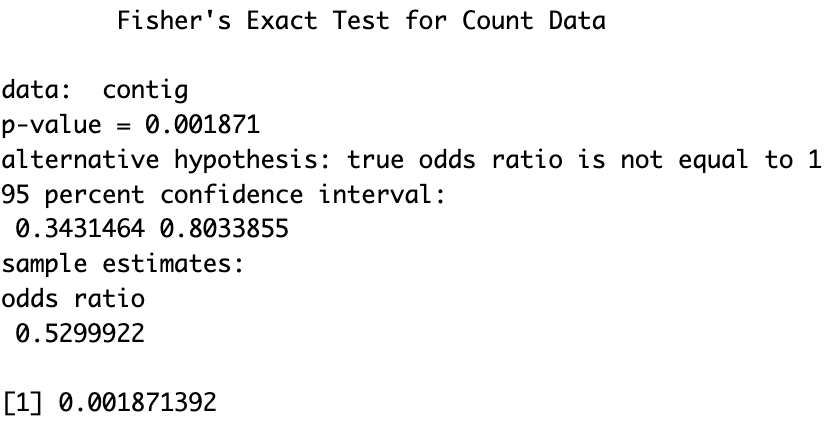 Fisher's Exact Test for Count Data
data:  contig
p-value = 0.001871
alternative hypothesis: true odds ratio is not equal to 1
95 percent confidence interval:
 0.3431464 0.8033855
sample estimates:
odds ratio
 0.5299922
[1] 0.001871392